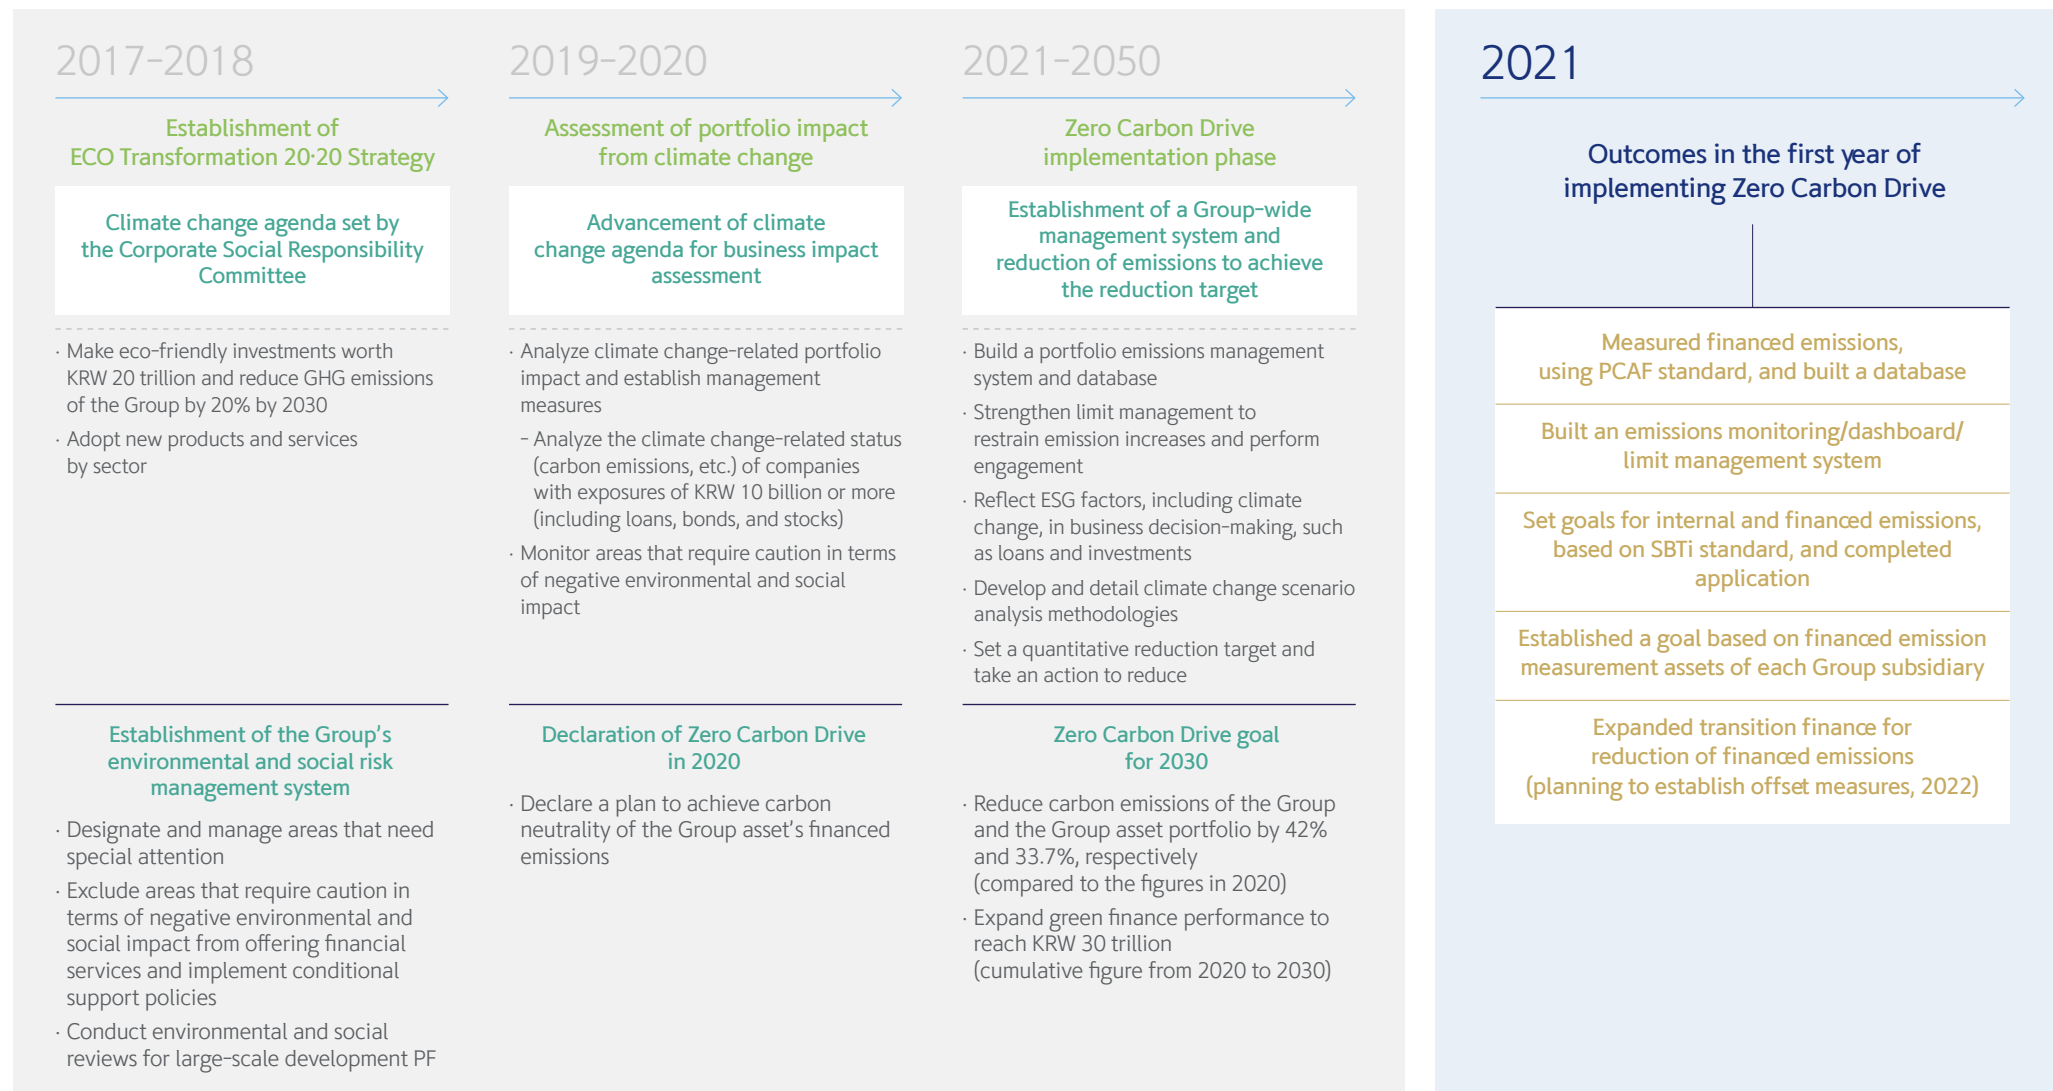 2017-2018
Establishment of
ECO Transformation 20·20 Strategy
Climate change agenda set by
the Corporate Social Responsibility
Committee
· Make eco-friendly investments worth
KRW 20 trillion and reduce GHG emissions
of the Group by 20% by 2030
· Adopt new products and services
by sector
Establishment of the Group's
environmental and social risk
management system
· Designate and manage areas that need
special attention
· Exclude areas that require caution in
terms of negative environmental and
social impact from offering financial
services and implement conditional
support policies
· Conduct environmental and social
reviews for large-scale development PF
2019-2020
Assessment of portfolio impact
from climate change
Advancement of climate
change agenda for business impact
assessment
· Analyze climate change-related portfolio
impact and establish management
measures
- Analyze the climate change-related status
(carbon emissions, etc.) of companies
with exposures of KRW 10 billion or more
(including loans, bonds, and stocks)
· Monitor areas that require caution in terms
of negative environmental and social
impact
Declaration of Zero Carbon Drive
in 2020
· Declare a plan to achieve carbon
neutrality of the Group asset's financed
emissions
2021-2050
Zero Carbon Drive
implementation phase
Establishment of a Group-wide
management system and
reduction of emissions to achieve
the reduction target
· Build a portfolio emissions management
system and database
· Strengthen limit management to
restrain emission increases and perform
engagement
· Reflect ESG factors, including climate
change, in business decision-making, such
as loans and investments
· Develop and detail climate change scenario
analysis methodologies
· Set a quantitative reduction target and
take an action to reduce
Zero Carbon Drive goal
for 2030
· Reduce carbon emissions of the Group
and the Group asset portfolio by 42%
and 33.7%, respectively
(compared to the figures in 2020)
· Expand green finance performance to
reach KRW 30 trillion
(cumulative figure from 2020 to 2030)
2021
Outcomes in the first year of
implementing Zero Carbon Drive
Measured financed emissions,
using PCAF standard, and built a database
Built an emissions monitoring/dashboard/
limit management system
Set goals for internal and financed emissions,
based on SBTi standard, and completed
application
Established a goal based on financed emission
measurement assets of each Group subsidiary
Expanded transition finance for
reduction of financed emissions
(planning to establish offset measures, 2022)